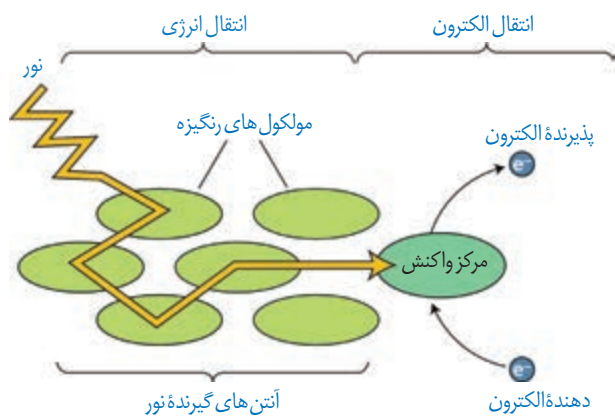 انتقال الکترون
انتقال انرژی
نور
مولکول‌های رنگیزه
پذیرندهٔ الکترون
e⁻
مرکز واکنش
e⁻
دهندهٔ الکترون
آنتن‌های گیرندهٔ نور